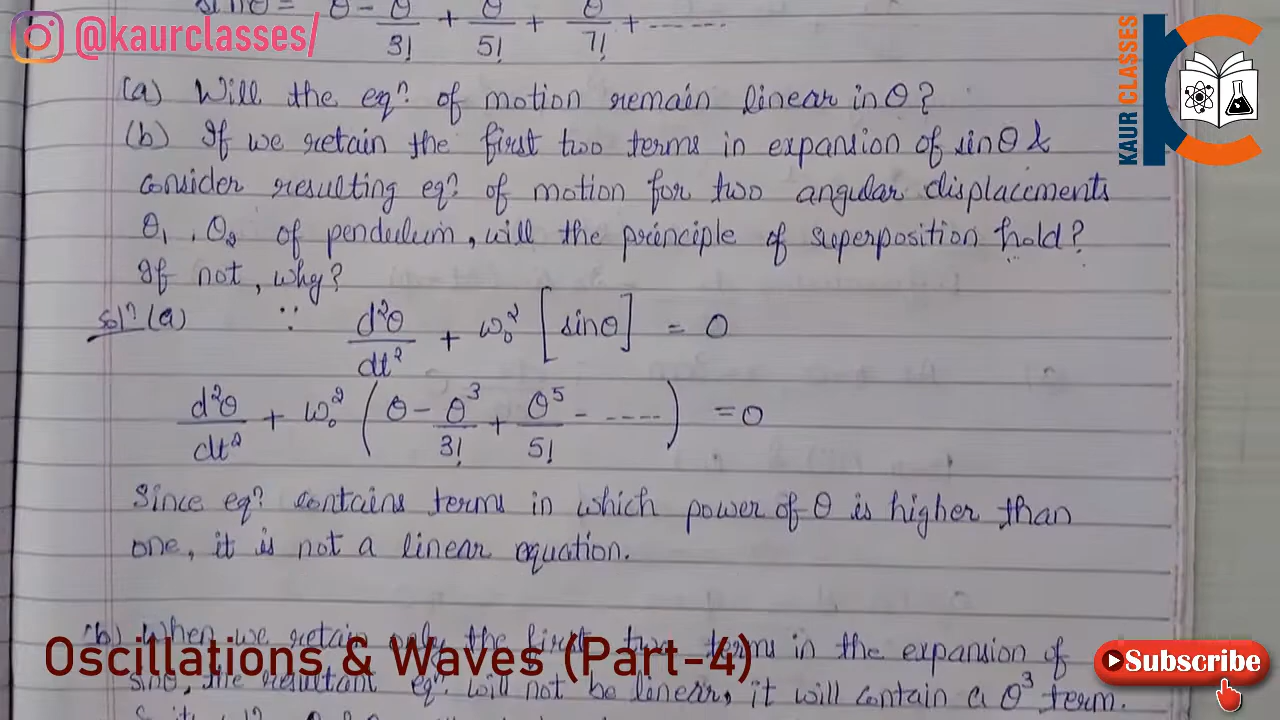 sinθ = θ - θ/3! + θ/5! + θ/7! + ......
@kaurclasses/
KAUR CLASSES
(a) Will the eqⁿ of motion remain linear in θ?
(b) If we retain the first two terms in expansion of sinθ &
consider resulting eqⁿ of motion for two angular displacements
θ₁, θ₂ of pendulum, will the principle of superposition hold?
If not, why?
Solⁿ (a) ∵ d²θ/dt² + ω₀² [sinθ] = 0
d²θ/dt² + ω₀² (θ - θ³/3! + θ⁵/5! - ......) = 0
Since eqⁿ contains terms in which power of θ is higher than
one, it is not a linear equation.
(b) When we retain only the first two terms in the expansion of
Oscillations & Waves (Part-4)
sinθ, the resultant eqⁿ will not be linear, it will contain a θ³ term.
Subscribe